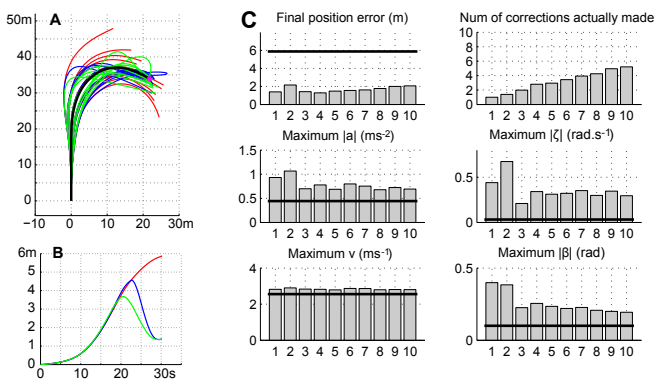 A
50m
40
30
20
10
0
−10 0 10 20 30m
B
6m
5
4
3
2
1
0
0 10 20 30s
C
Final position error (m)
6
4
2
0
1 2 3 4 5 6 7 8 9 10
Num of corrections actually made
10
8
6
4
2
0
1 2 3 4 5 6 7 8 9 10
Maximum |a| (ms-2)
1.5
1
0.5
0
1 2 3 4 5 6 7 8 9 10
Maximum |ζ| (rad.s-1)
0.5
0
1 2 3 4 5 6 7 8 9 10
Maximum v (ms-1)
4
2
0
1 2 3 4 5 6 7 8 9 10
Maximum |β| (rad)
0.5
0
1 2 3 4 5 6 7 8 9 10